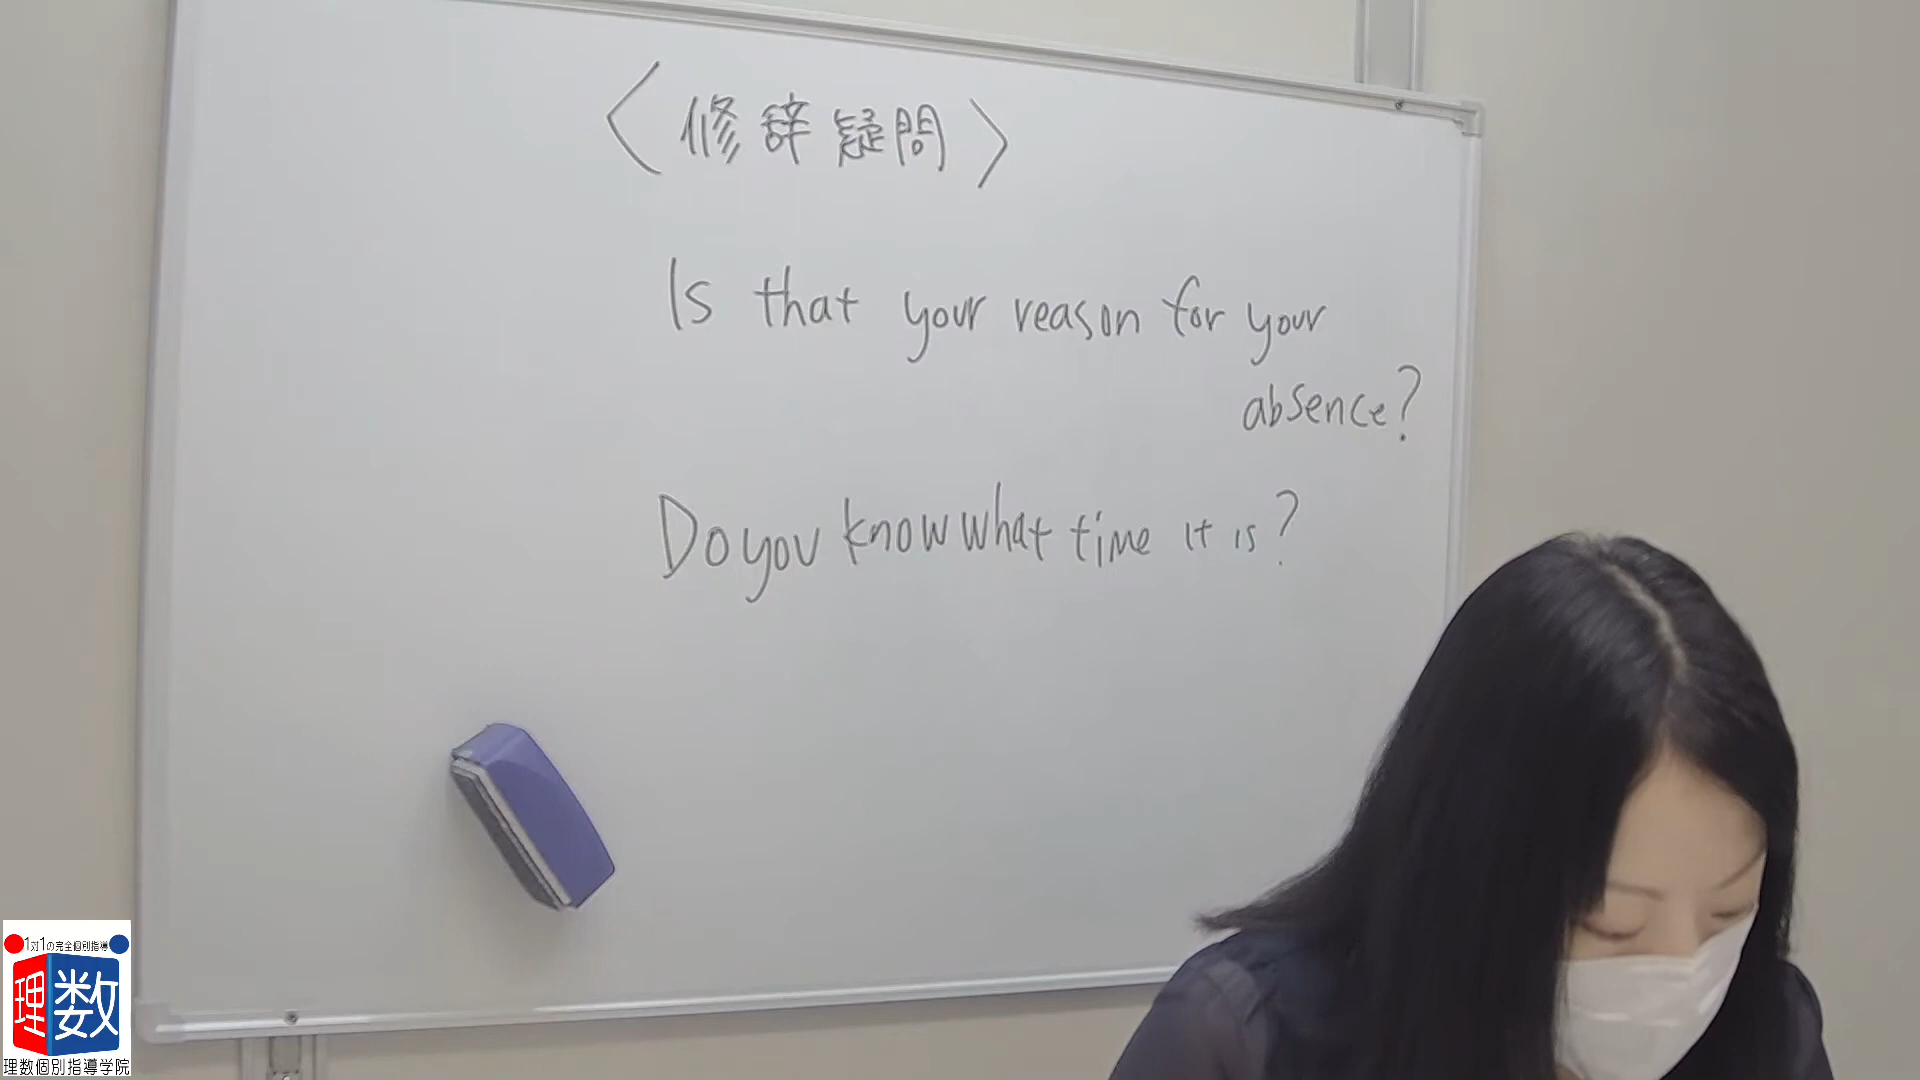 〈修辞疑問〉
Is that your reason for your
absence?
Do you know what time it is?
1対1の完全個別指導
理数
理数個別指導学院